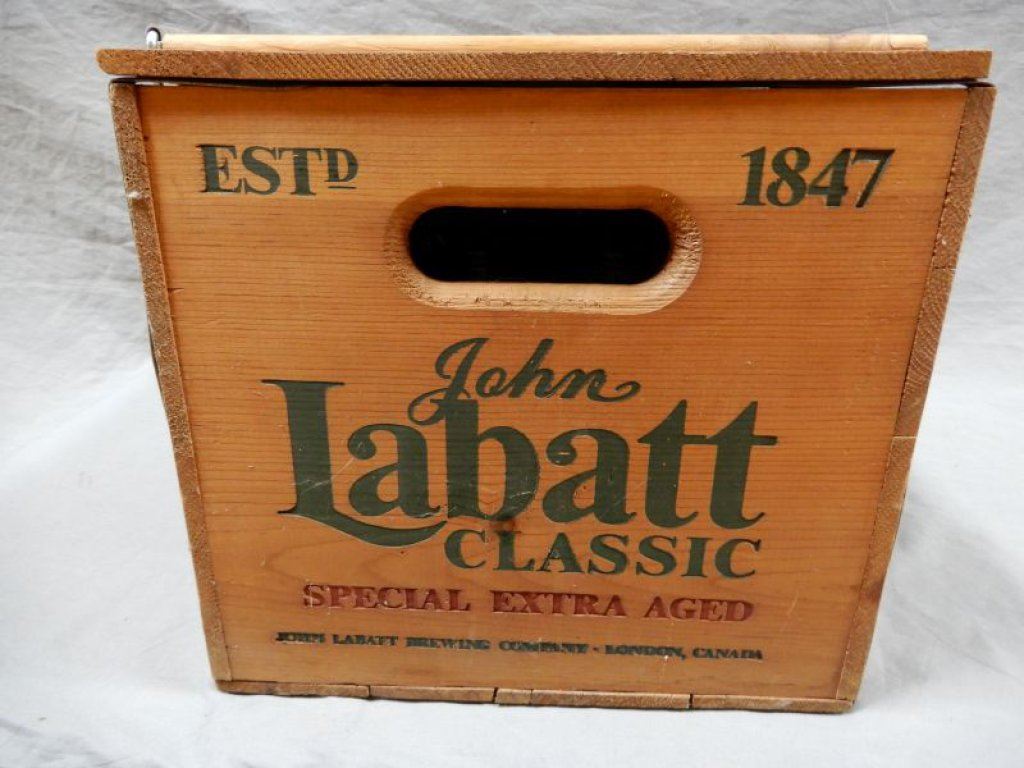 ESTD 1847
John
Labatt
CLASSIC
SPECIAL EXTRA AGED
JOHN LABATT BREWING COMPANY · LONDON, CANADA